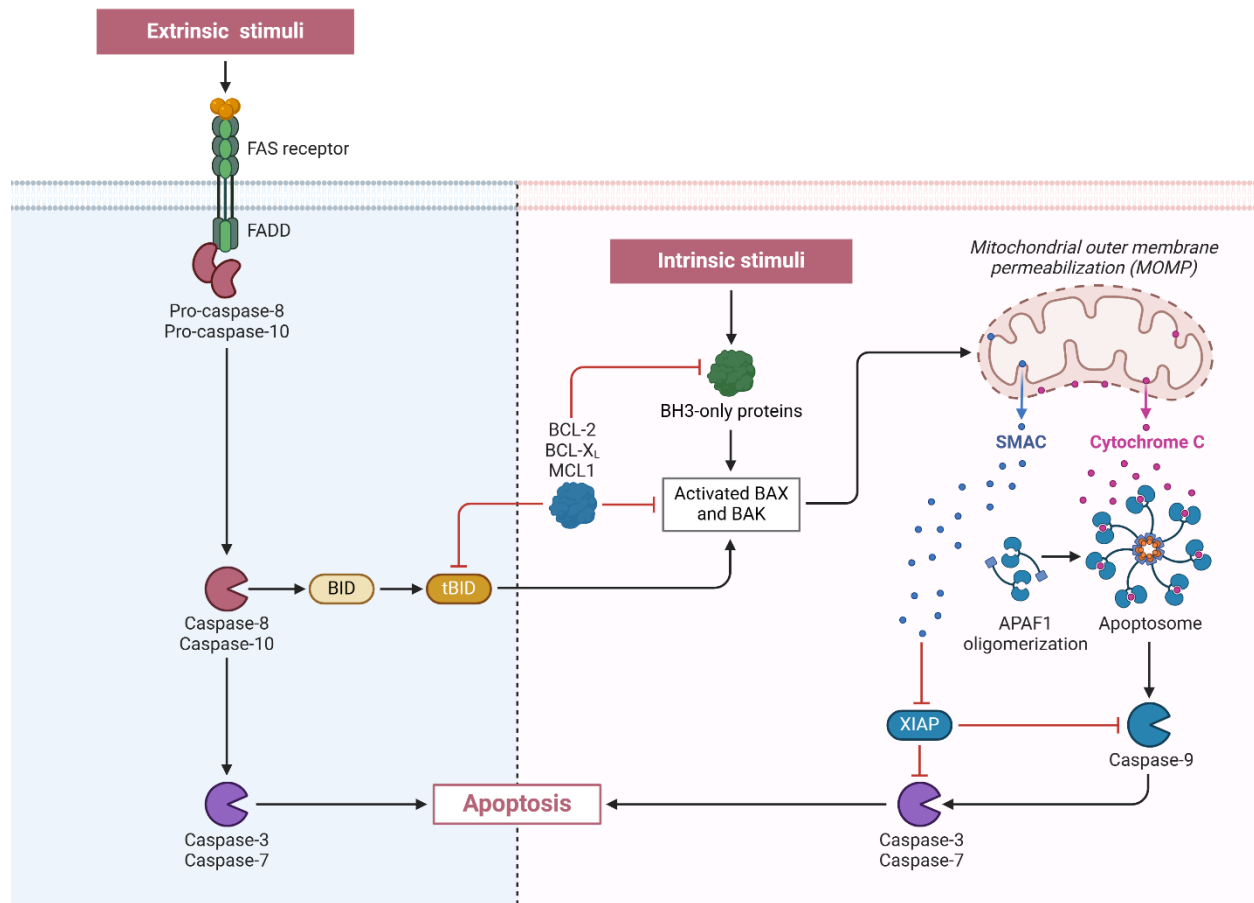 Extrinsic stimuli
FAS receptor
FADD
Pro-caspase-8
Pro-caspase-10
Intrinsic stimuli
Mitochondrial outer membrane
permeabilization (MOMP)
BH3-only proteins
BCL-2
BCL-XL
MCL1
SMAC
Cytochrome C
Activated BAX
and BAK
BID
tBID
Caspase-8
Caspase-10
APAF1
oligomerization
Apoptosome
XIAP
Caspase-9
Apoptosis
Caspase-3
Caspase-7
Caspase-3
Caspase-7